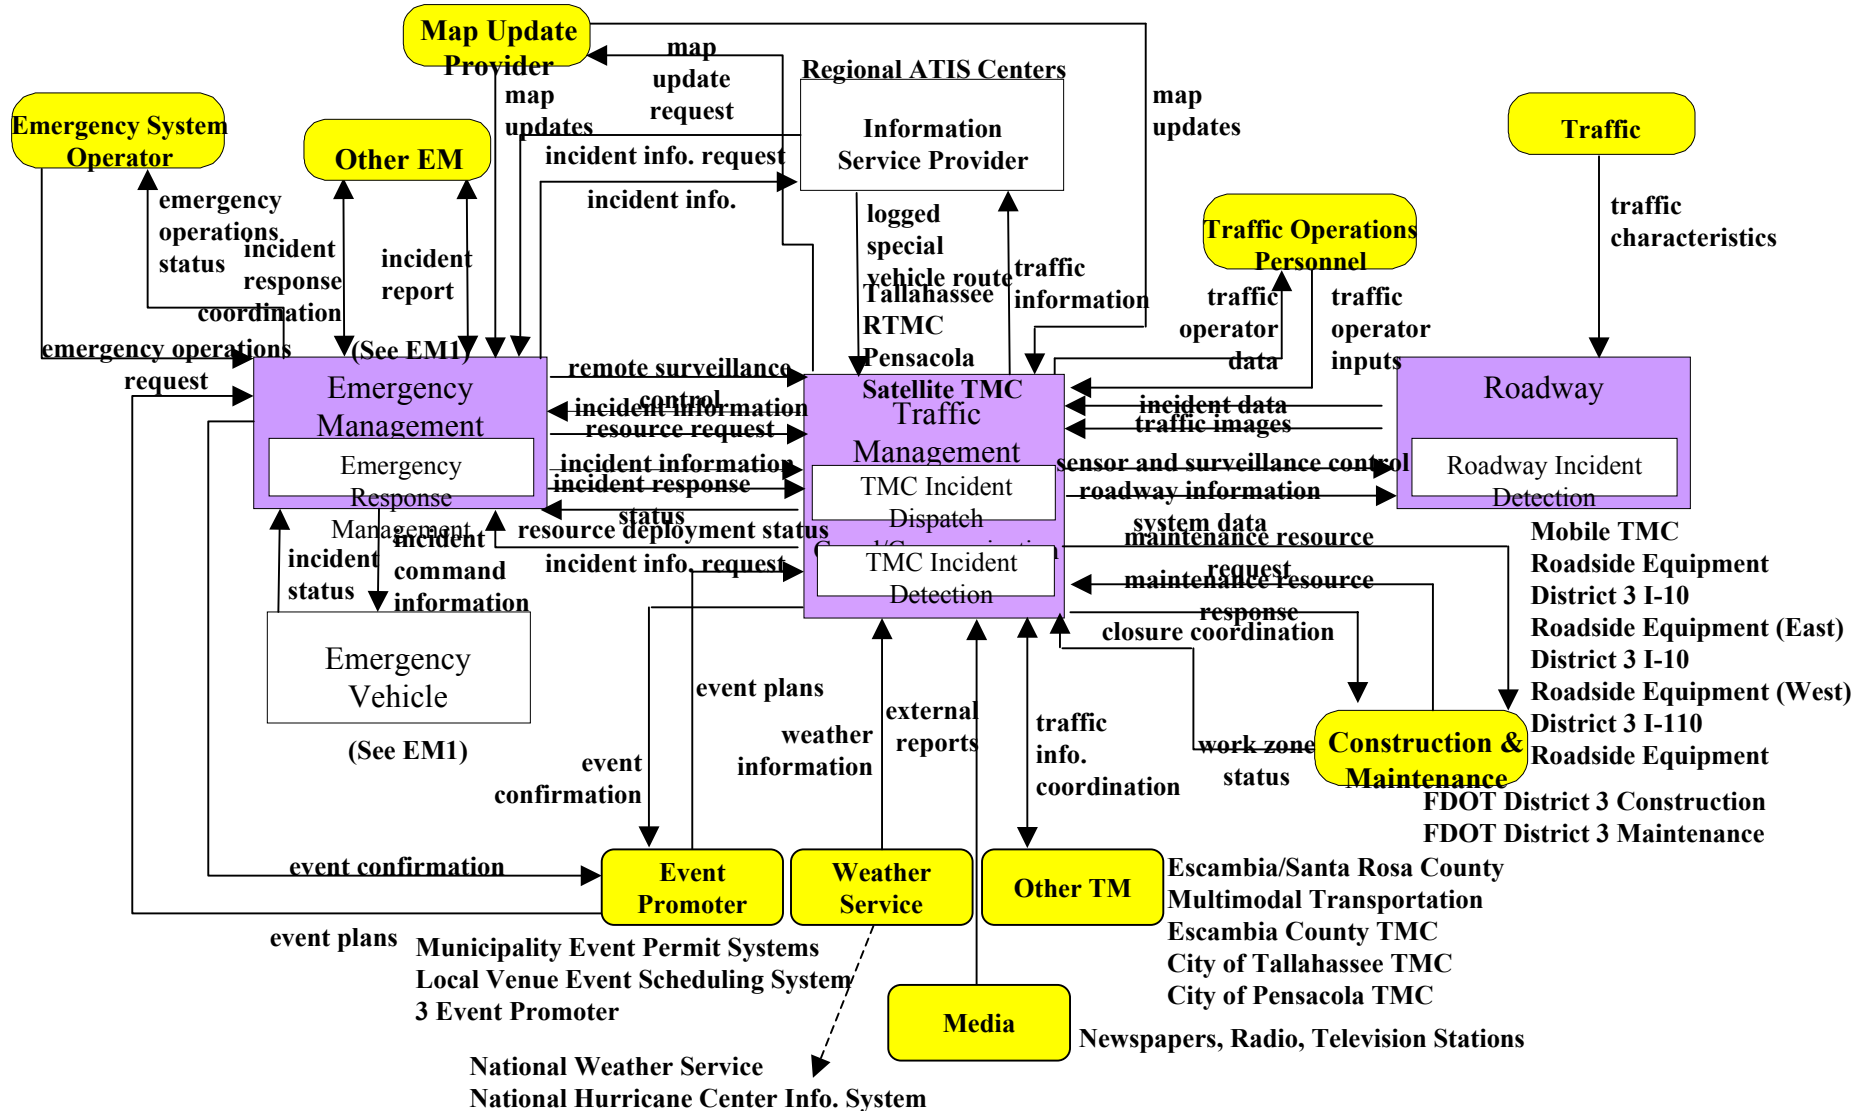 Map Update
Provider
map
update
request
map
updates
Regional ATIS Centers
Information
Service Provider
map
updates
Traffic
traffic
characteristics
Emergency System
Operator
Other EM
incident info. request
incident info.
emergency
operations
status
incident
response
coordination
incident
report
logged
special
vehicle route
traffic
information
Tallahassee
RTMC
Pensacola
Satellite TMC
Traffic Operations
Personnel
traffic
operator
data
traffic
operator
inputs
emergency operations
request
(See EM1)
Emergency
Management
Emergency
Response
Management
remote surveillance
control
incident information
resource request
incident information
incident response
status
resource deployment status
incident info. request
Traffic
Management
TMC Incident
Dispatch
TMC Incident
Detection
incident data
traffic images
sensor and surveillance control
roadway information
system data
maintenance resource
request
maintenance resource
response
closure coordination
Roadway
Roadway Incident
Detection
Mobile TMC
Roadside Equipment
District 3 I-10
Roadside Equipment (East)
District 3 I-10
Roadside Equipment (West)
District 3 I-110
Roadside Equipment
incident
status
incident
command
information
Emergency
Vehicle
(See EM1)
event plans
event
confirmation
weather
information
external
reports
traffic
info.
coordination
work zone
status
Construction &
Maintenance
FDOT District 3 Construction
FDOT District 3 Maintenance
event confirmation
event plans
Event
Promoter
Weather
Service
Other TM
Escambia/Santa Rosa County
Multimodal Transportation
Escambia County TMC
City of Tallahassee TMC
City of Pensacola TMC
Municipality Event Permit Systems
Local Venue Event Scheduling System
3 Event Promoter
Media
Newspapers, Radio, Television Stations
National Weather Service
National Hurricane Center Info. System